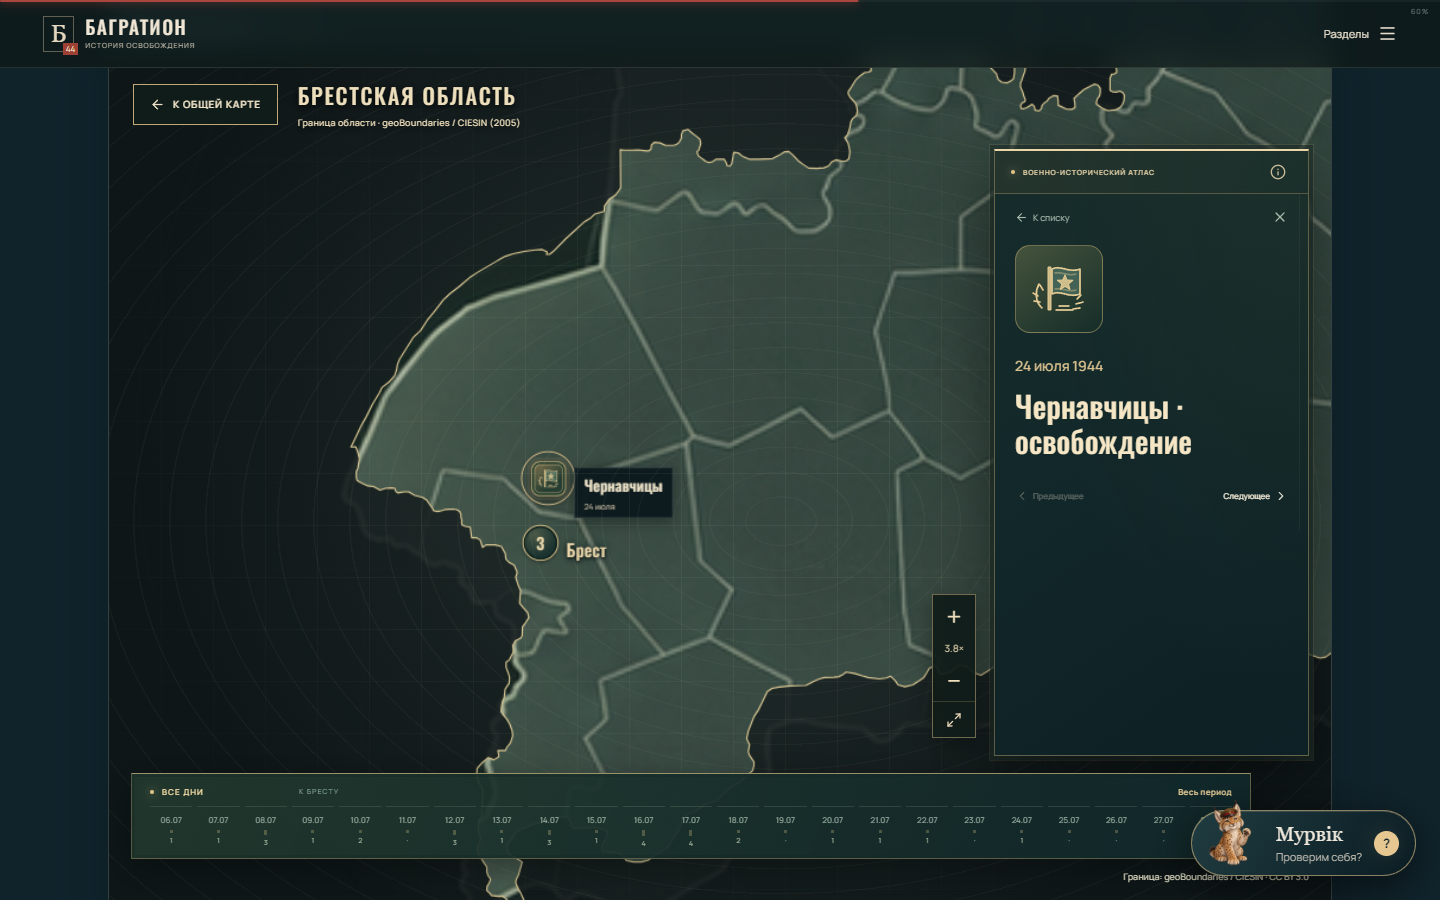 Б
44
БАГРАТИОН
ИСТОРИЯ ОСВОБОЖДЕНИЯ
Разделы
60%
К ОБЩЕЙ КАРТЕ
БРЕСТСКАЯ ОБЛАСТЬ
Граница области · geoBoundaries / CIESIN (2005)
ВОЕННО-ИСТОРИЧЕСКИЙ АТЛАС
К списку
24 июля 1944
Чернавчицы ·
освобождение
Предыдущее
Следующее
Чернавчицы
24 июля
3
Брест
+
3.8×
−
ВСЕ ДНИ
К БРЕСТУ
Весь период
06.07 07.07 08.07 09.07 10.07 11.07 12.07 13.07 14.07 15.07 16.07 17.07 18.07 19.07 20.07 21.07 22.07 23.07 24.07 25.07 26.07 27.07
1 1 3 1 2 · 3 1 3 1 4 4 2 · 1 1 1 · 1 · · ·
Мурвік
Проверим себя?
?
Граница: geoBoundaries / CIESIN · CC BY 3.0